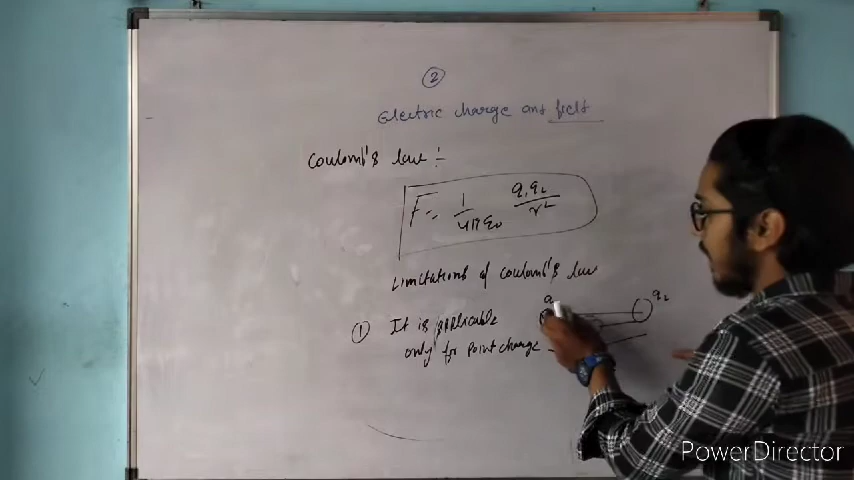 ②
Electric charge and field
Coulomb's law :-
F = 1/4πε₀ q₁q₂/r²
Limitations of Coulomb's law
① It is applicable
only for point charge
q₂
PowerDirector